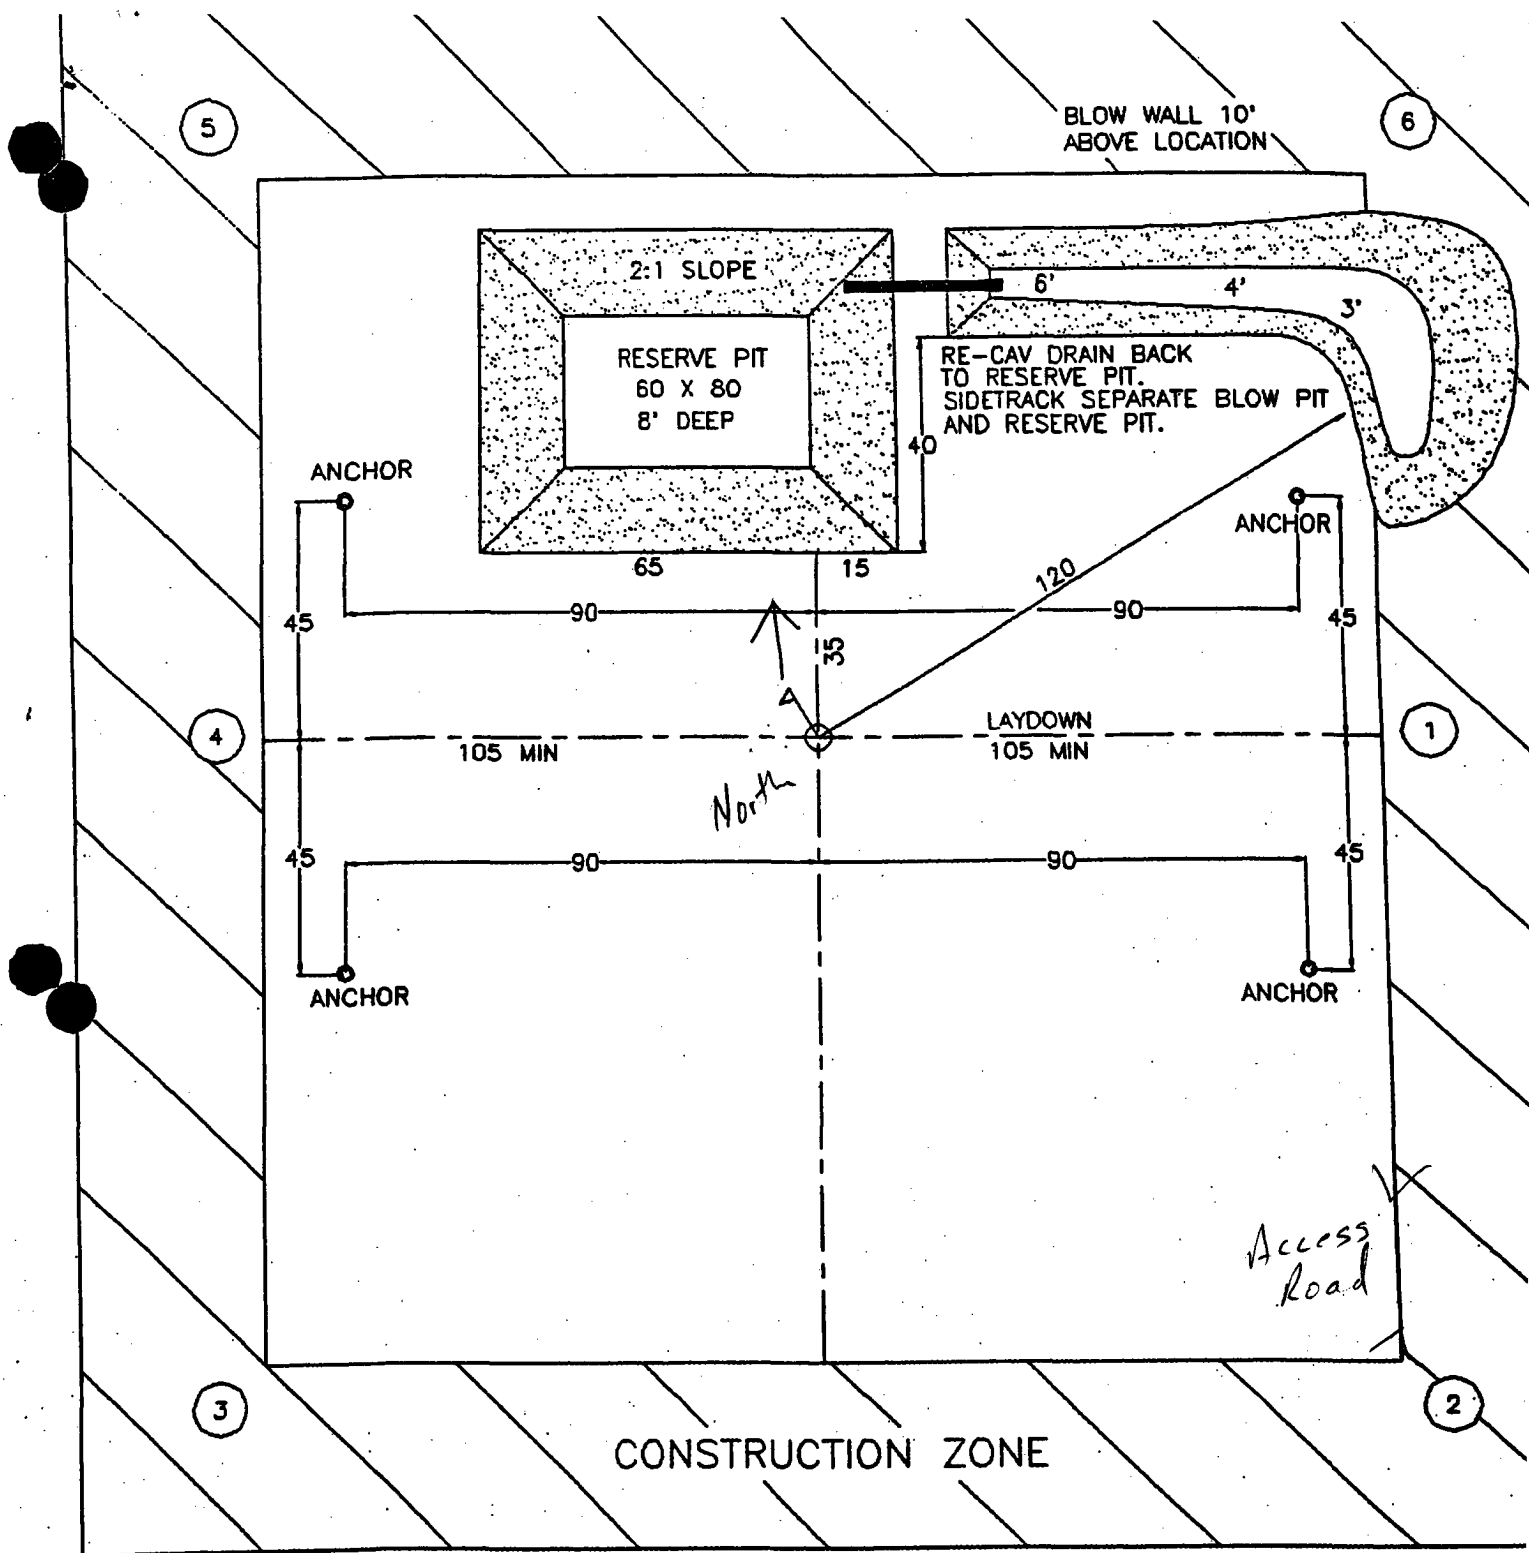 BLOW WALL 10'
ABOVE LOCATION
5
6
2:1 SLOPE
6'
4'
3'
RESERVE PIT
60 X 80
8' DEEP
RE-CAV DRAIN BACK
TO RESERVE PIT.
SIDETRACK SEPARATE BLOW PIT
AND RESERVE PIT.
40
ANCHOR
ANCHOR
65
15
120
45
90
90
45
35
4
105 MIN
LAYDOWN
105 MIN
1
North
45
90
90
45
ANCHOR
ANCHOR
Access
Road
3
2
CONSTRUCTION ZONE